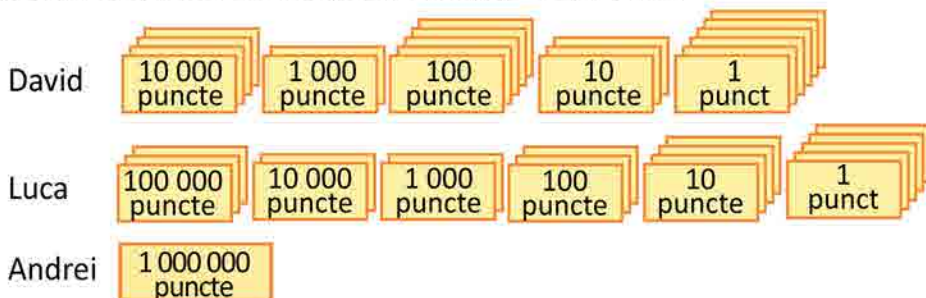 David 10 000 puncte 1 000 puncte 100 puncte 10 puncte 1 punct
Luca 100 000 puncte 10 000 puncte 1 000 puncte 100 puncte 10 puncte 1 punct
Andrei 1 000 000 puncte